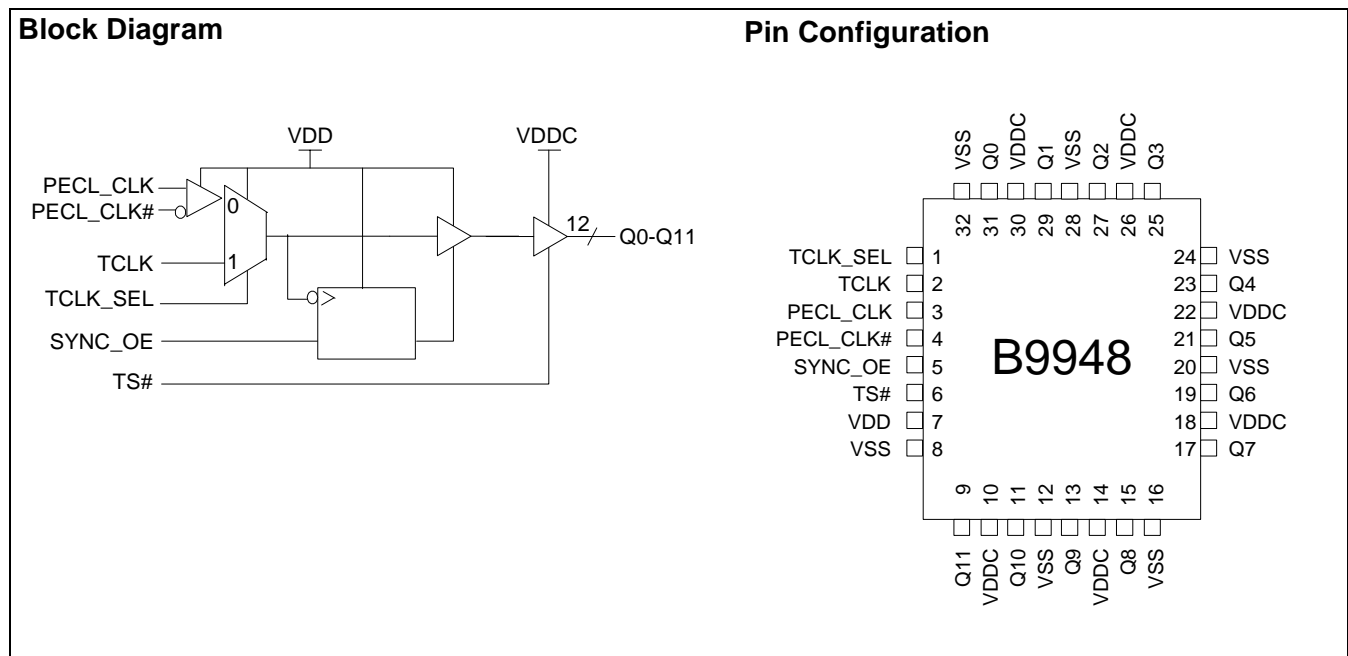 Block Diagram
VDD
VDDC
PECL_CLK
PECL_CLK#
0
12
Q0-Q11
TCLK
1
TCLK_SEL
SYNC_OE
TS#
Pin Configuration
VSS
Q0
VDDC
Q1
VSS
Q2
VDDC
Q3
32
31
30
29
28
27
26
25
TCLK_SEL 1
TCLK 2
PECL_CLK 3
PECL_CLK# 4
SYNC_OE 5
TS# 6
VDD 7
VSS 8
B9948
24 VSS
23 Q4
22 VDDC
21 Q5
20 VSS
19 Q6
18 VDDC
17 Q7
9
10
11
12
13
14
15
16
Q11
VDDC
Q10
VSS
Q9
VDDC
Q8
VSS